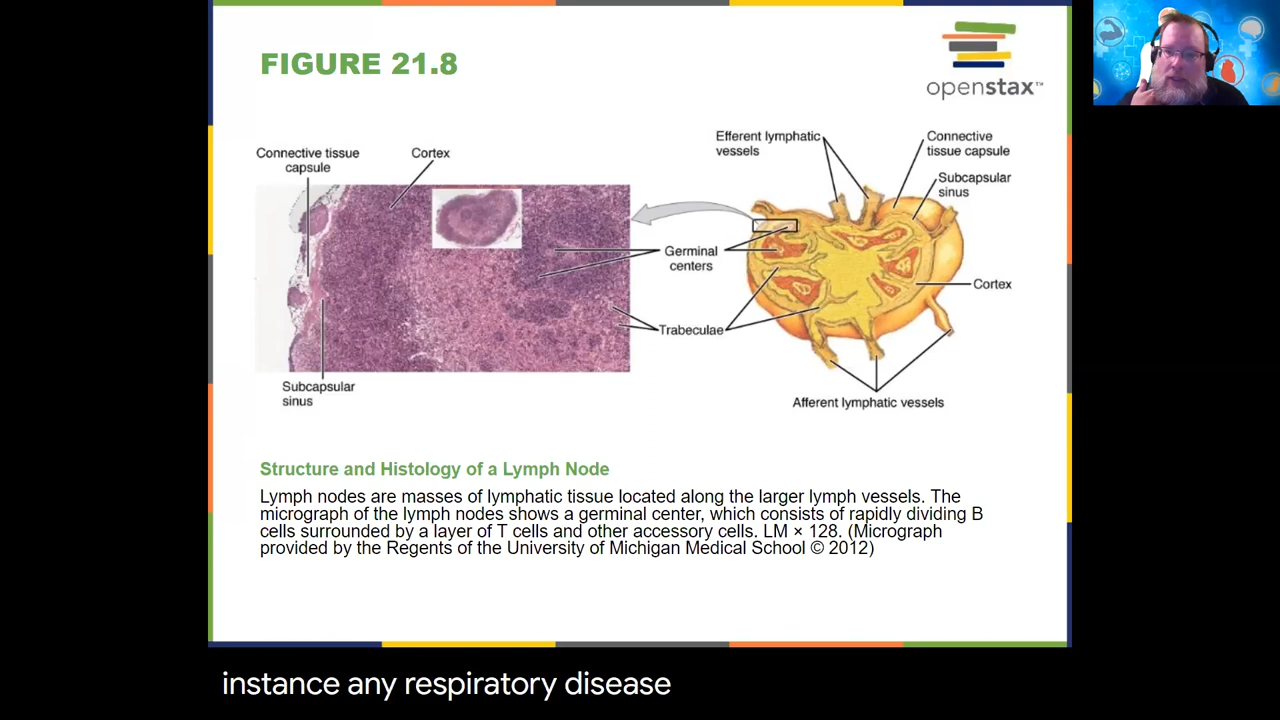 FIGURE 21.8
openstax™
Connective tissue
capsule
Cortex
Efferent lymphatic
vessels
Connective
tissue capsule
Subcapsular
sinus
Germinal
centers
Cortex
Trabeculae
Subcapsular
sinus
Afferent lymphatic vessels
Structure and Histology of a Lymph Node
Lymph nodes are masses of lymphatic tissue located along the larger lymph vessels. The
micrograph of the lymph nodes shows a germinal center, which consists of rapidly dividing B
cells surrounded by a layer of T cells and other accessory cells. LM × 128. (Micrograph
provided by the Regents of the University of Michigan Medical School © 2012)
instance any respiratory disease